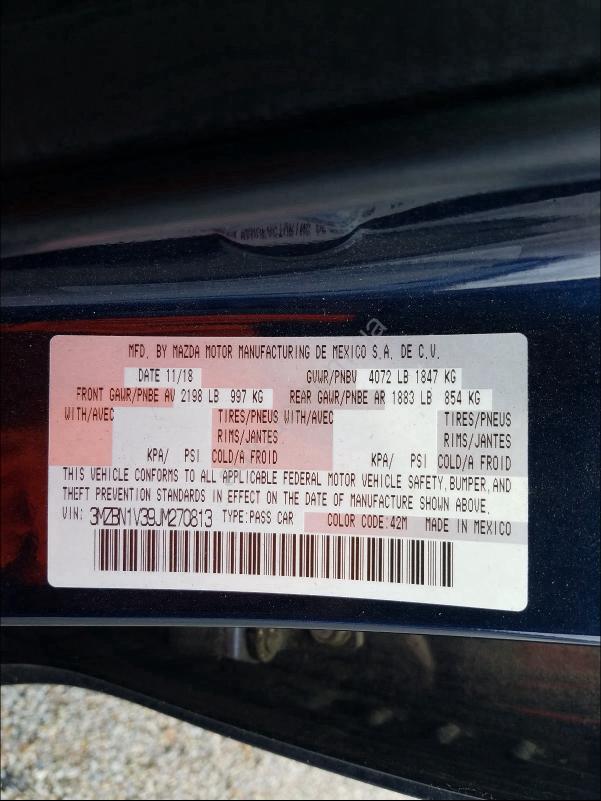 MFD. BY MAZDA MOTOR MANUFACTURING DE MEXICO S.A. DE C.V.
DATE 11/18 GVWR/PNBV 4072 LB 1847 KG
FRONT GAWR/PNBE AV 2198 LB 997 KG REAR GAWR/PNBE AR 1883 LB 854 KG
WITH/AVEC TIRES/PNEUS WITH/AVEC TIRES/PNEUS
RIMS/JANTES RIMS/JANTES
KPA/ PSI COLD/A FROID KPA/ PSI COLD/A FROID
THIS VEHICLE CONFORMS TO ALL APPLICABLE FEDERAL MOTOR VEHICLE SAFETY, BUMPER, AND
THEFT PREVENTION STANDARDS IN EFFECT ON THE DATE OF MANUFACTURE SHOWN ABOVE.
VIN: 3MZBN1V39JM270813 TYPE:PASS CAR COLOR CODE:42M MADE IN MEXICO